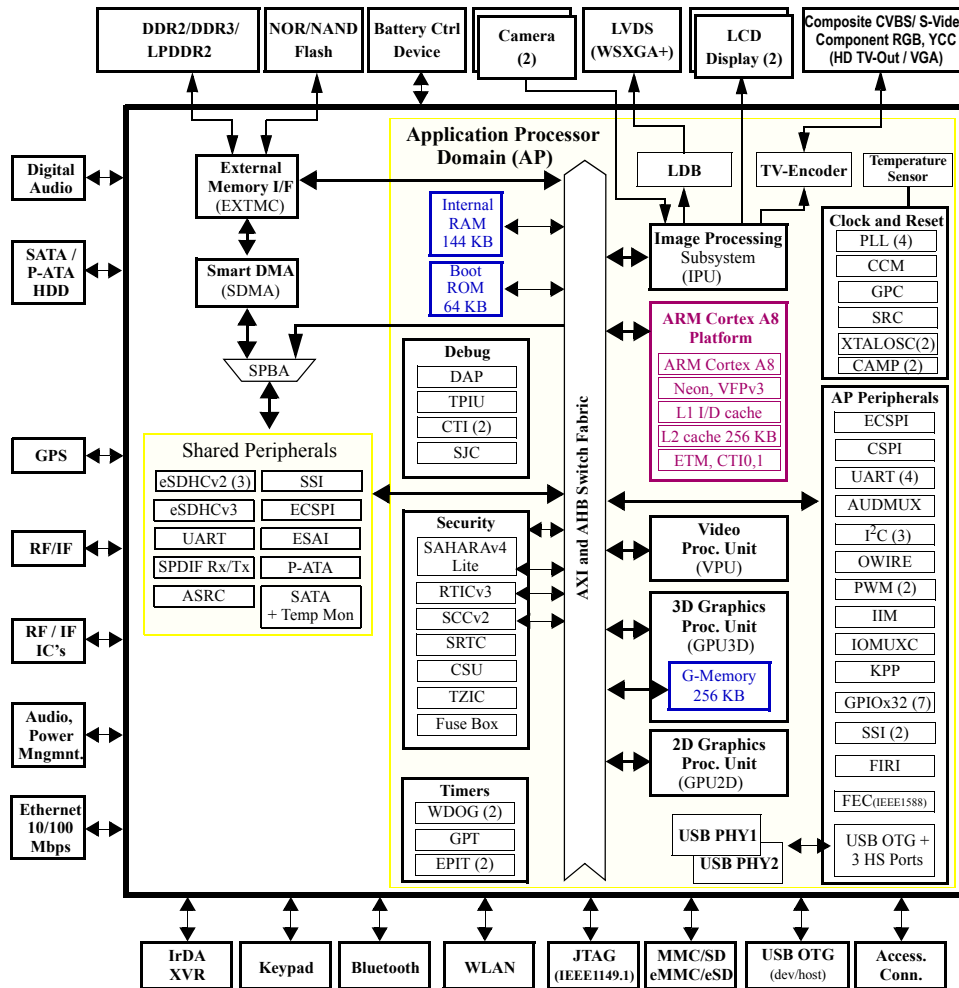 DDR2/DDR3/
LPDDR2
NOR/NAND
Flash
Battery Ctrl
Device
Camera
(2)
LVDS
(WSXGA+)
LCD
Display (2)
Composite CVBS/ S-Video
Component RGB, YCC
(HD TV-Out / VGA)
Digital
Audio
SATA /
P-ATA
HDD
GPS
RF/IF
RF / IF
IC's
Audio,
Power
Mngmnt.
Ethernet
10/100
Mbps
External
Memory I/F
(EXTMC)
Smart DMA
(SDMA)
SPBA
Shared Peripherals
eSDHCv2 (3)
SSI
eSDHCv3
ECSPI
UART
ESAI
SPDIF Rx/Tx
P-ATA
ASRC
SATA
+ Temp Mon
Application Processor
Domain (AP)
Internal
RAM
144 KB
Boot
ROM
64 KB
Debug
DAP
TPIU
CTI (2)
SJC
Security
SAHARAv4
Lite
RTICv3
SCCv2
SRTC
CSU
TZIC
Fuse Box
Timers
WDOG (2)
GPT
EPIT (2)
AXI and AHB Switch Fabric
LDB
TV-Encoder
Image Processing
Subsystem
(IPU)
ARM Cortex A8
Platform
ARM Cortex A8
Neon, VFPv3
L1 I/D cache
L2 cache 256 KB
ETM, CTI0,1
Video
Proc. Unit
(VPU)
3D Graphics
Proc. Unit
(GPU3D)
G-Memory
256 KB
2D Graphics
Proc. Unit
(GPU2D)
USB PHY1
USB PHY2
Temperature
Sensor
Clock and Reset
PLL (4)
CCM
GPC
SRC
XTALOSC(2)
CAMP (2)
AP Peripherals
ECSPI
CSPI
UART (4)
AUDMUX
I²C (3)
OWIRE
PWM (2)
IIM
IOMUXC
KPP
GPIOx32 (7)
SSI (2)
FIRI
FEC(IEEE1588)
USB OTG +
3 HS Ports
IrDA
XVR
Keypad
Bluetooth
WLAN
JTAG
(IEEE1149.1)
MMC/SD
eMMC/eSD
USB OTG
(dev/host)
Access.
Conn.